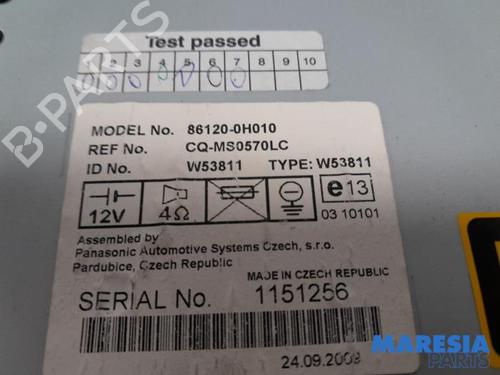 Test passed
1 2 3 4 5 6 7 8 9 10
MODEL No. 86120-0H010
REF No. CQ-MS0570LC
ID No. W53811 TYPE: W53811
12V 4Ω e13
03 10101
Assembled by
Panasonic Automotive Systems Czech, s.r.o.
Pardubice, Czech Republic
MADE IN CZECH REPUBLIC
SERIAL No. 1151256
24.09.2008
B-PARTS
MARESIA
PARTS